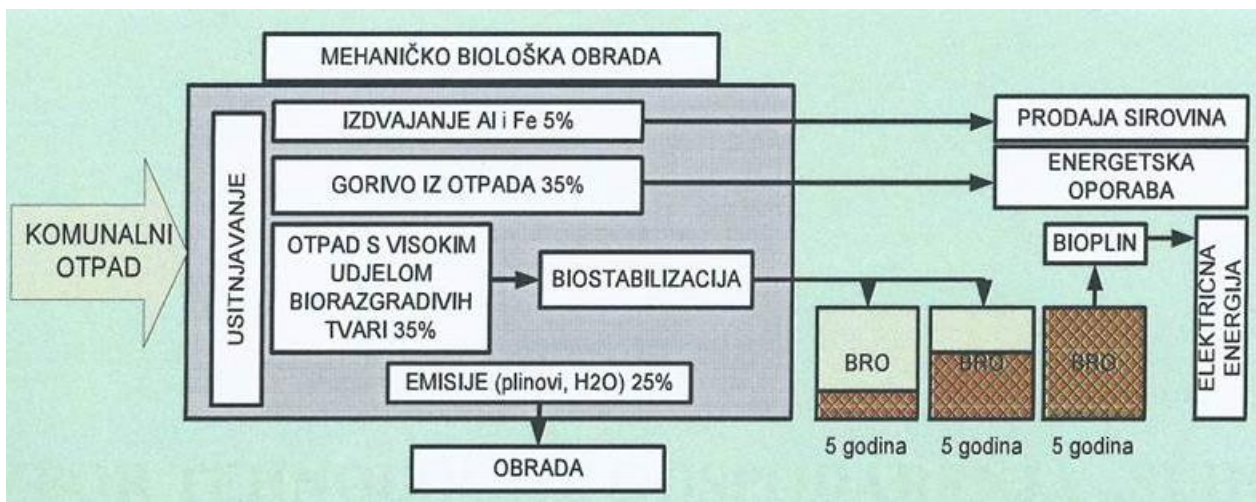 MEHANIČKO BIOLOŠKA OBRADA
KOMUNALNI
OTPAD
USITNJAVANJE
IZDVAJANJE Al i Fe 5%
PRODAJA SIROVINA
GORIVO IZ OTPADA 35%
ENERGETSKA
OPORABA
OTPAD S VISOKIM
UDJELOM
BIORAZGRADIVIH
TVARI 35%
BIOSTABILIZACIJA
BIOPLIN
ELEKTRICNA
ENERGIJA
BRO
BRO
BRO
EMISIJE (plinovi, H2O) 25%
5 godina
5 godina
5 godina
OBRADA